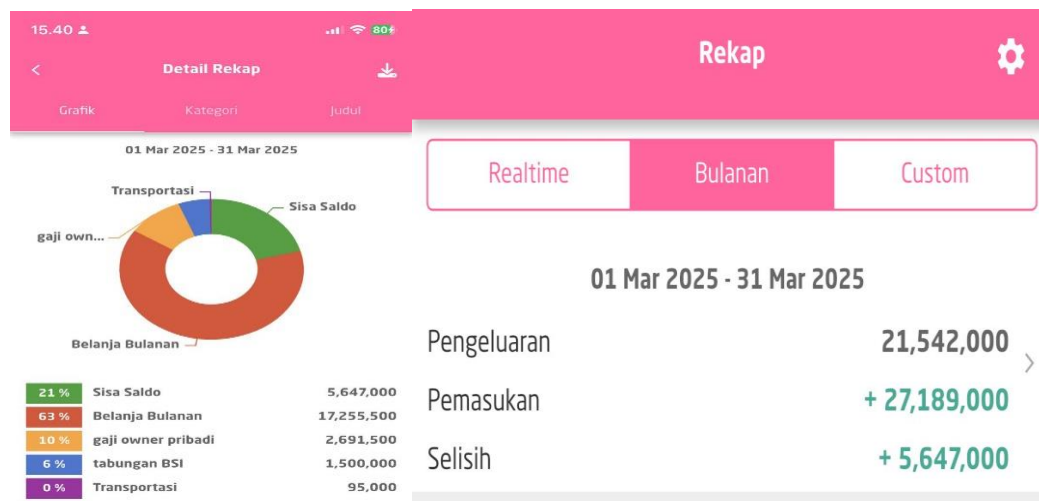 15.40
80
Detail Rekap
Grafik Kategori Judul
01 Mar 2025 - 31 Mar 2025
Transportasi
Sisa Saldo
gaji own...
Belanja Bulanan
21 % Sisa Saldo 5,647,000
63 % Belanja Bulanan 17,255,500
10 % gaji owner pribadi 2,691,500
6 % tabungan BSI 1,500,000
0 % Transportasi 95,000
Rekap
Realtime Bulanan Custom
01 Mar 2025 - 31 Mar 2025
Pengeluaran 21,542,000
Pemasukan + 27,189,000
Selisih + 5,647,000